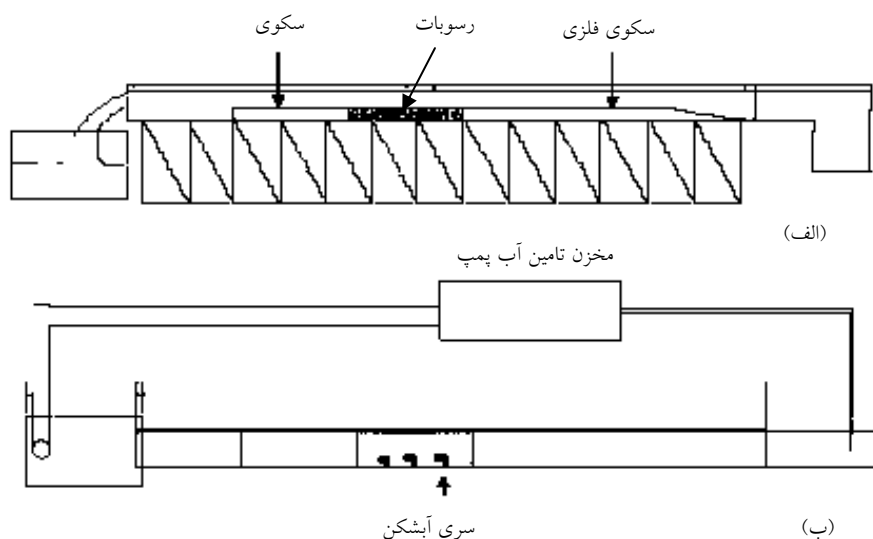 سکوی فلزی
رسوبات
سکوی
(الف)
مخزن تامین آب پمپ
سری آبشکن
(ب)